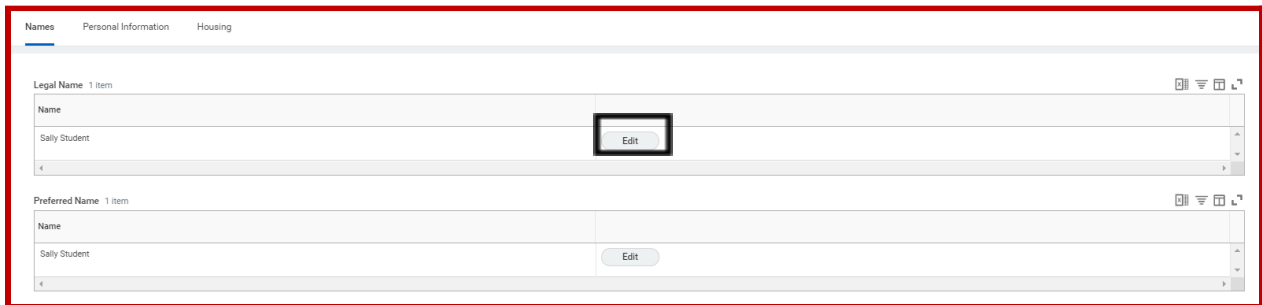 Names Personal Information Housing
Legal Name 1 item
Name
Sally Student Edit
Preferred Name 1 item
Name
Sally Student Edit